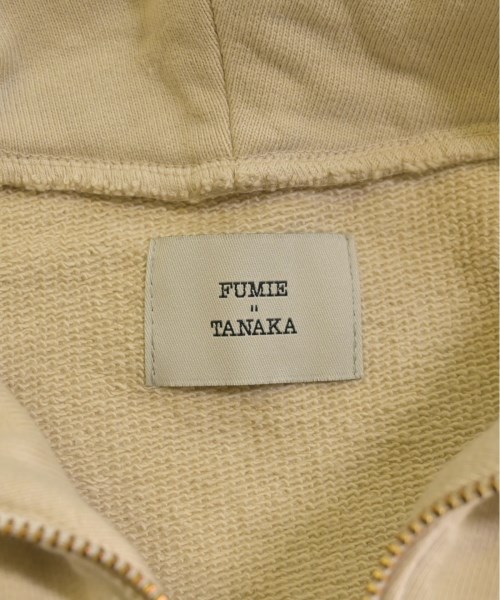 FUMIE
=
TANAKA